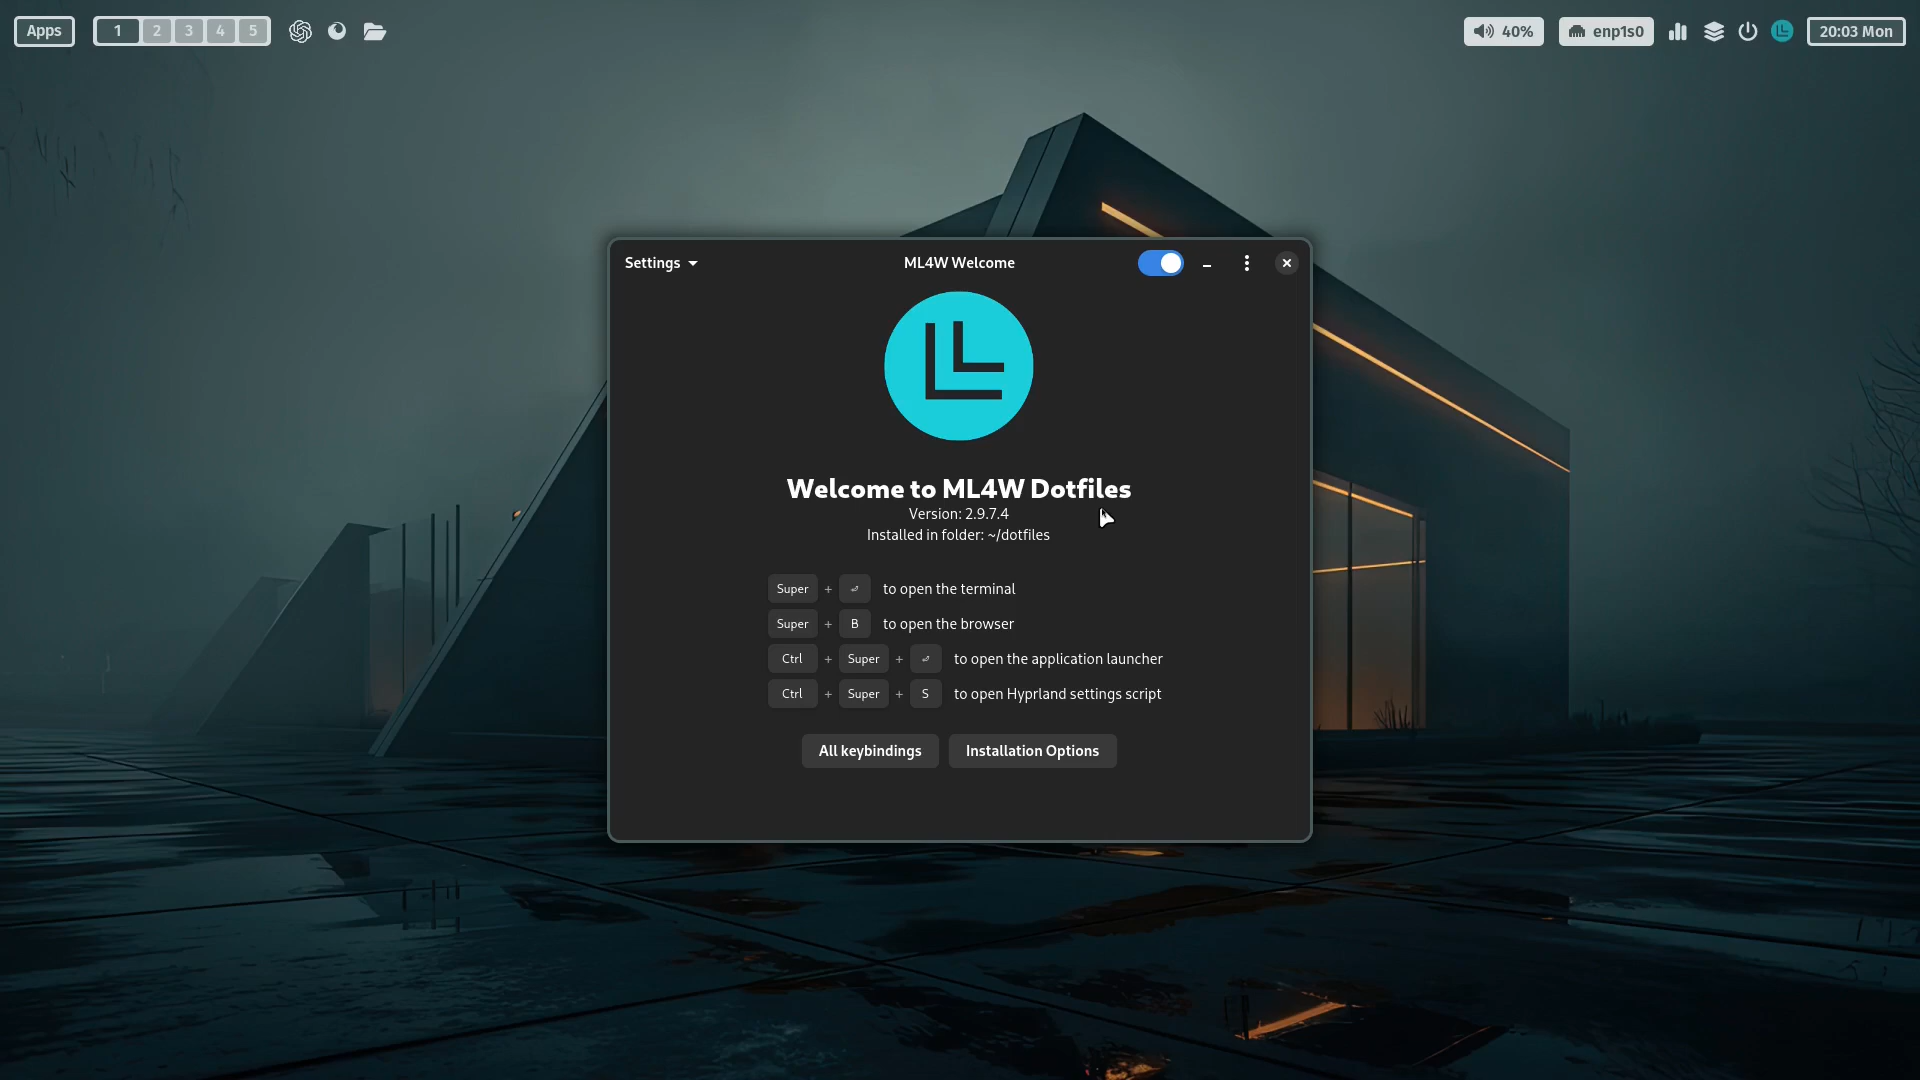 Apps
1 2 3 4 5
40%
enp1s0
20:03 Mon
Settings
ML4W Welcome
Welcome to ML4W Dotfiles
Version: 2.9.7.4
Installed in folder: ~/dotfiles
Super + ⏎ to open the terminal
Super + B to open the browser
Ctrl + Super + ⏎ to open the application launcher
Ctrl + Super + S to open Hyprland settings script
All keybindings
Installation Options